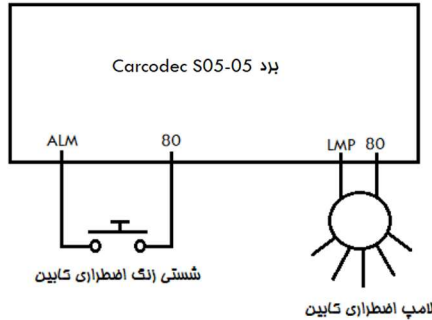 برد Carcodec S05-05
ALM
80
LMP
80
شستی زنگ اضطراری کابین
لامپ اضطراری کابین